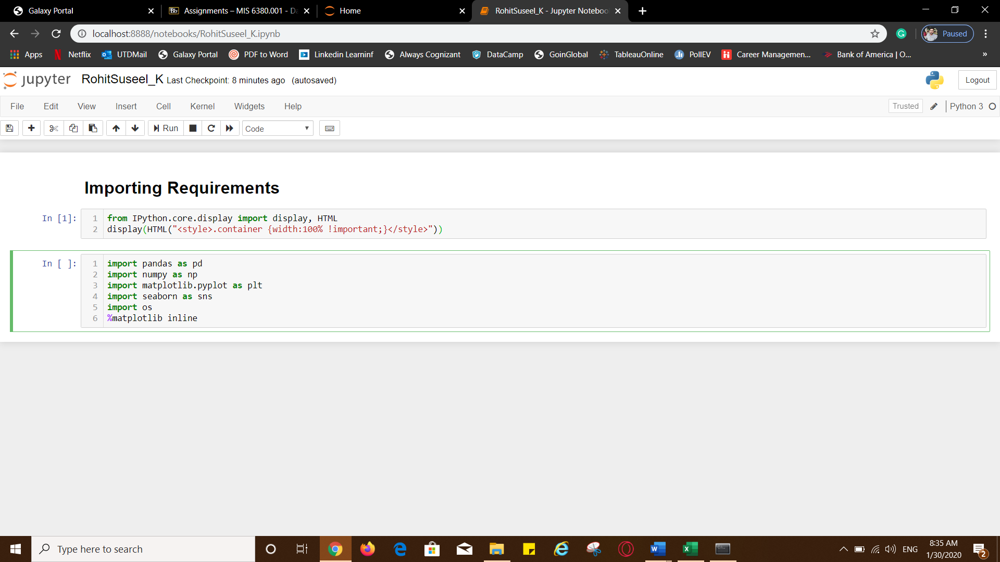 Galaxy Portal
Assignments – MIS 6380.001 - Da
Home
RohitSuseel_K - Jupyter Noteboo
localhost:8888/notebooks/RohitSuseel_K.ipynb
Paused
Apps
Netflix
UTDMail
Galaxy Portal
PDF to Word
Linkedin Learninf
Always Cognizant
DataCamp
GoinGlobal
TableauOnline
PollEV
Career Managemen...
Bank of America | O...
»
jupyter RohitSuseel_K Last Checkpoint: 8 minutes ago (autosaved)
Logout
File Edit View Insert Cell Kernel Widgets Help
Trusted
Python 3
Run
Code
Importing Requirements
In [1]:
1 from IPython.core.display import display, HTML
2 display(HTML("<style>.container {width:100% !important;}</style>"))
In [ ]:
1 import pandas as pd
2 import numpy as np
3 import matplotlib.pyplot as plt
4 import seaborn as sns
5 import os
6 %matplotlib inline
Type here to search
ENG
8:35 AM
1/30/2020
2